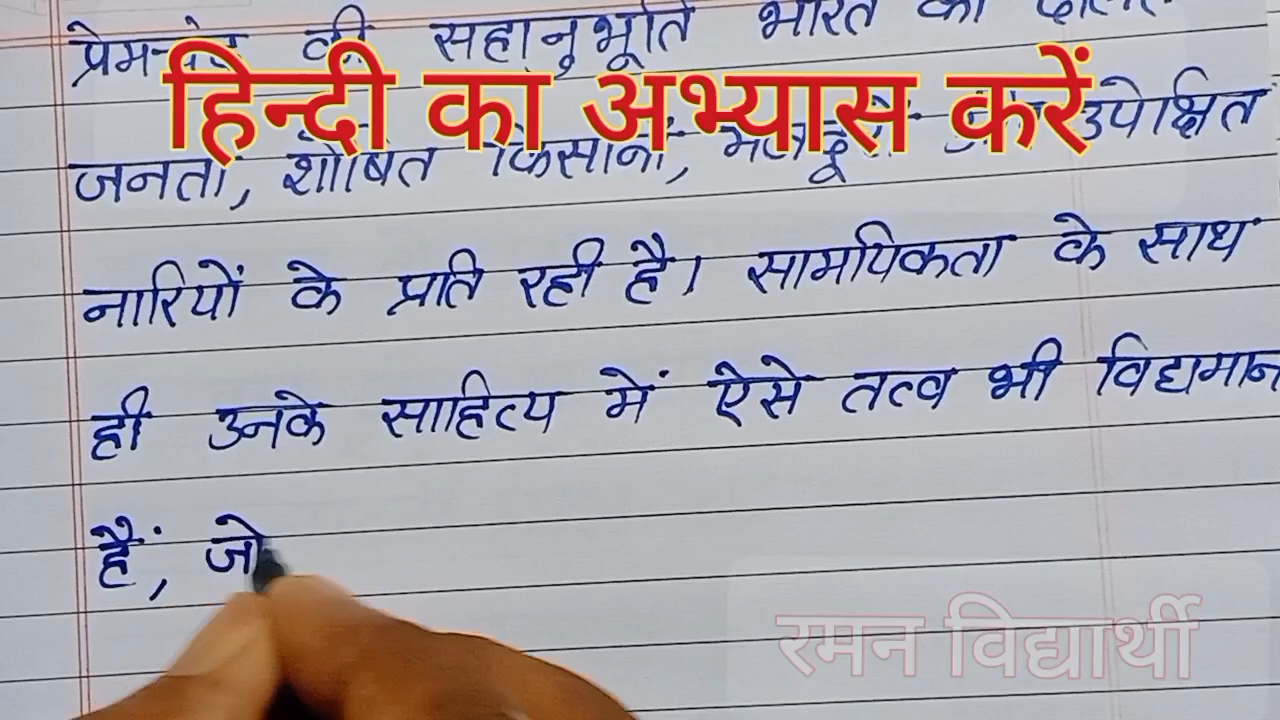 प्रेमचंद की सहानुभूति भारत की
हिन्दी का अभ्यास करें
जनता, शोषित किसानों, उपेक्षित
नारियों के प्रति रही है। सामयिकता के साथ
ही उनके साहित्य में ऐसे तत्व भी विद्यमान
हैं, जो
रमन विद्यार्थी